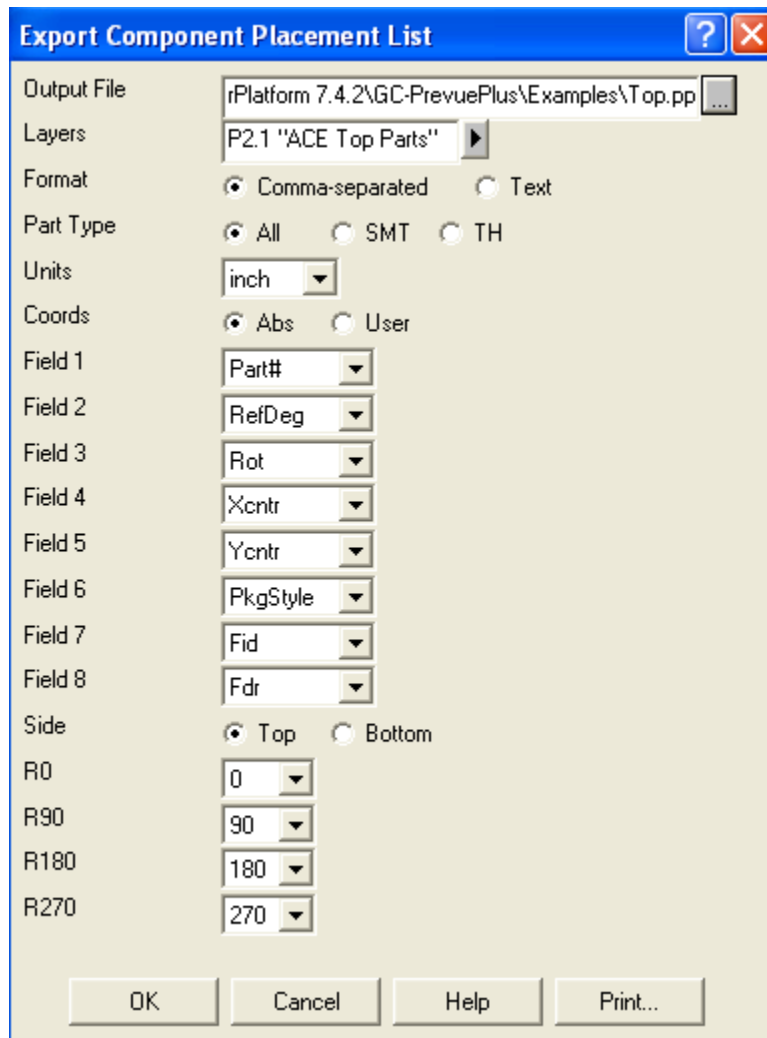 Export Component Placement List
Output File rPlatform 7.4.2\GC-PrevuePlus\Examples\Top.pp ...
Layers P2.1 "ACE Top Parts"
Format Comma-separated Text
Part Type All SMT TH
Units inch
Coords Abs User
Field 1 Part#
Field 2 RefDeg
Field 3 Rot
Field 4 Xcntr
Field 5 Ycntr
Field 6 PkgStyle
Field 7 Fid
Field 8 Fdr
Side Top Bottom
R0 0
R90 90
R180 180
R270 270
OK Cancel Help Print...